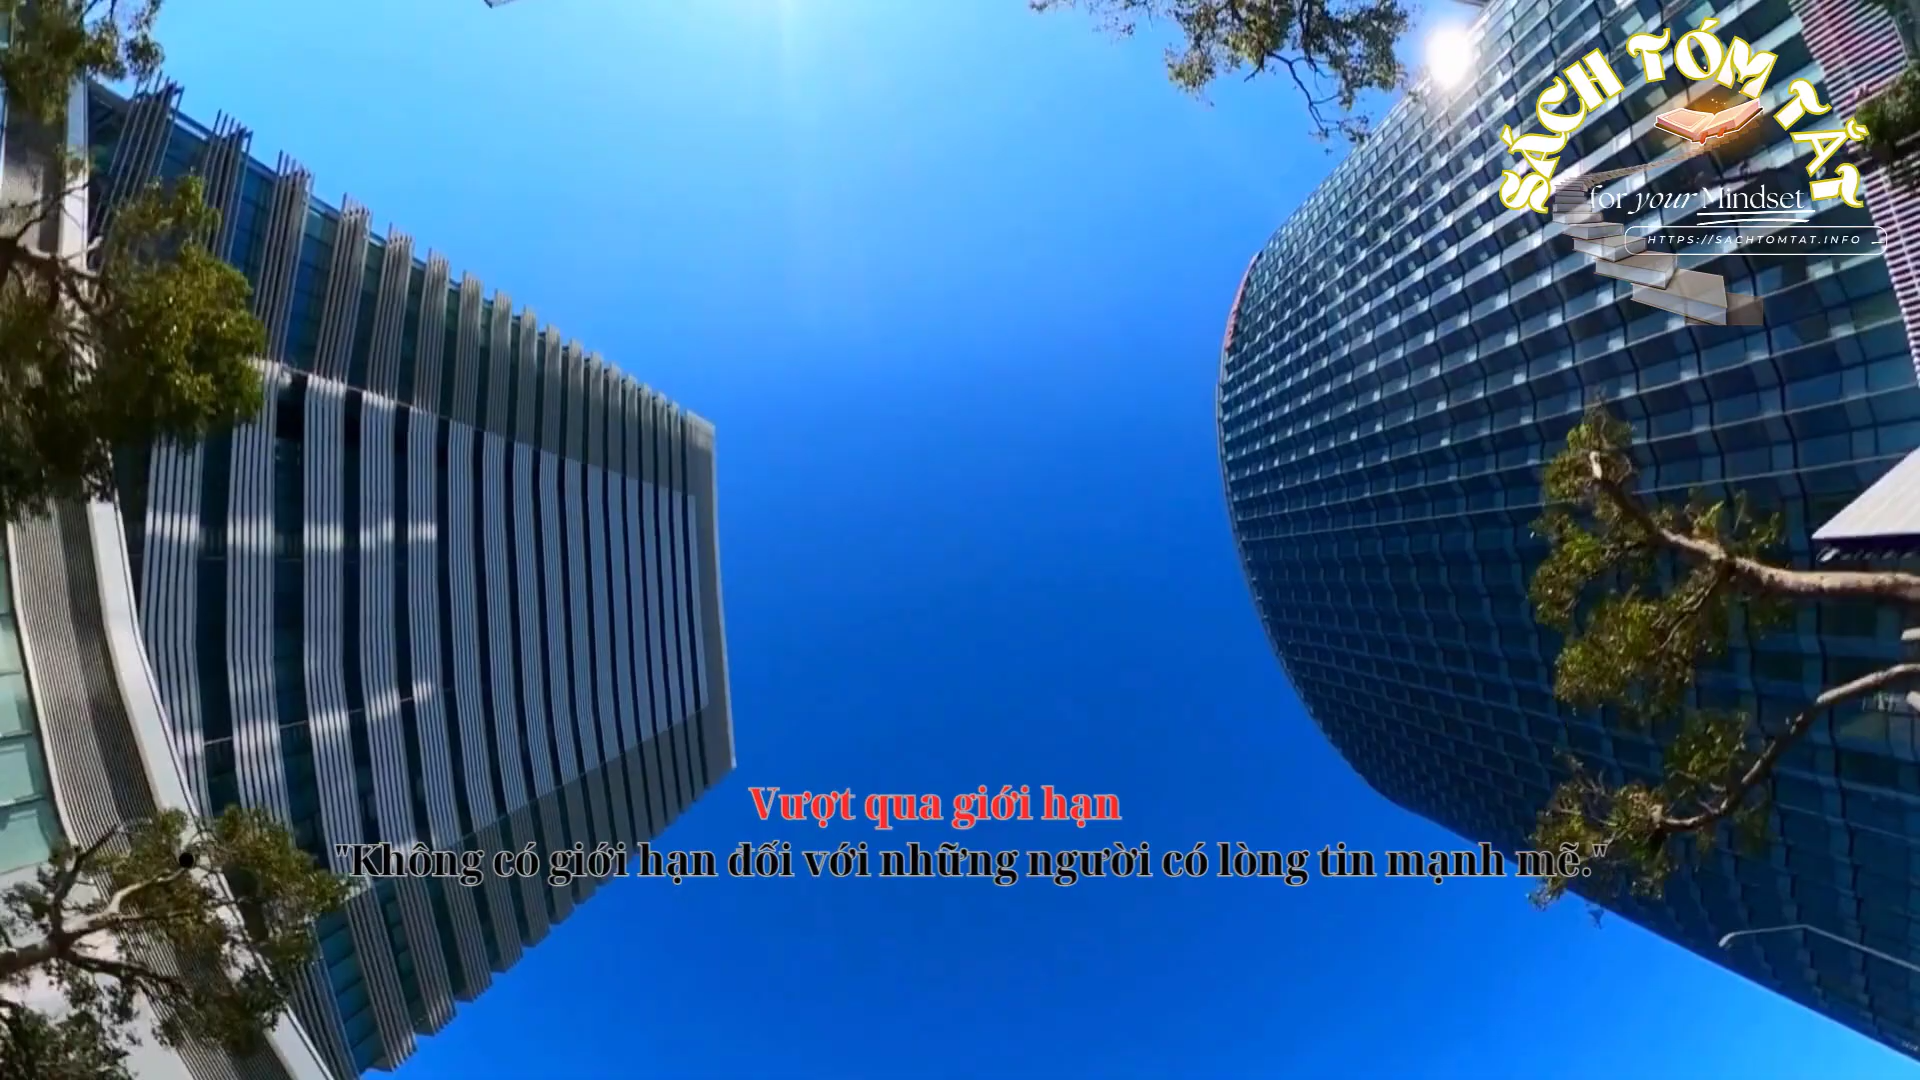 SÁCH TÓM TẮT
for your Mindset
HTTPS://SACHTOMTAT.INFO
Vượt qua giới hạn
"Không có giới hạn đối với những người có lòng tin mạnh mẽ."